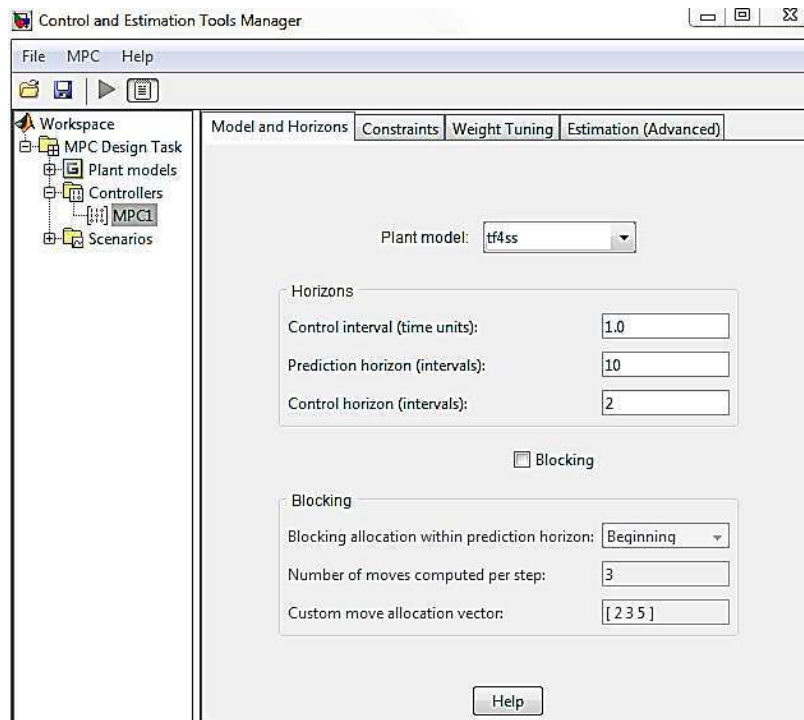 Control and Estimation Tools Manager
File MPC Help
Workspace
MPC Design Task
Plant models
Controllers
MPC1
Scenarios
Model and Horizons Constraints Weight Tuning Estimation (Advanced)
Plant model: tf4ss
Horizons
Control interval (time units): 1.0
Prediction horizon (intervals): 10
Control horizon (intervals): 2
Blocking
Blocking
Blocking allocation within prediction horizon: Beginning
Number of moves computed per step: 3
Custom move allocation vector: [ 2 3 5 ]
Help